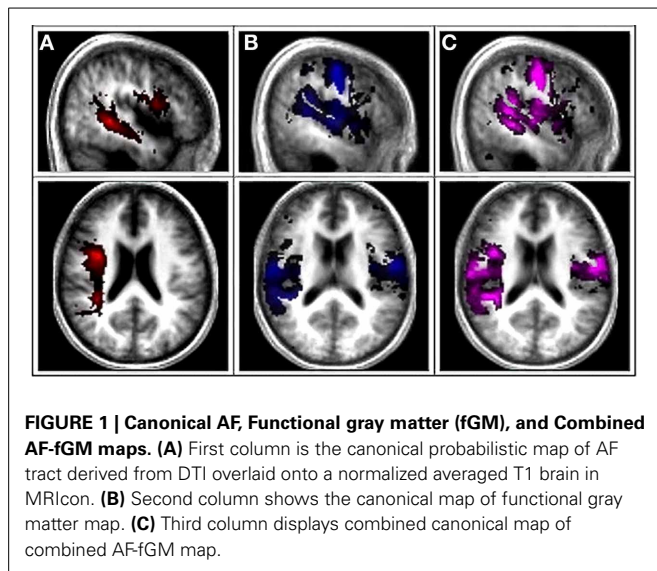 A B C
FIGURE 1 | Canonical AF, Functional gray matter (fGM), and Combined
AF-fGM maps. (A) First column is the canonical probabilistic map of AF
tract derived from DTI overlaid onto a normalized averaged T1 brain in
MRIcon. (B) Second column shows the canonical map of functional gray
matter map. (C) Third column displays combined canonical map of
combined AF-fGM map.